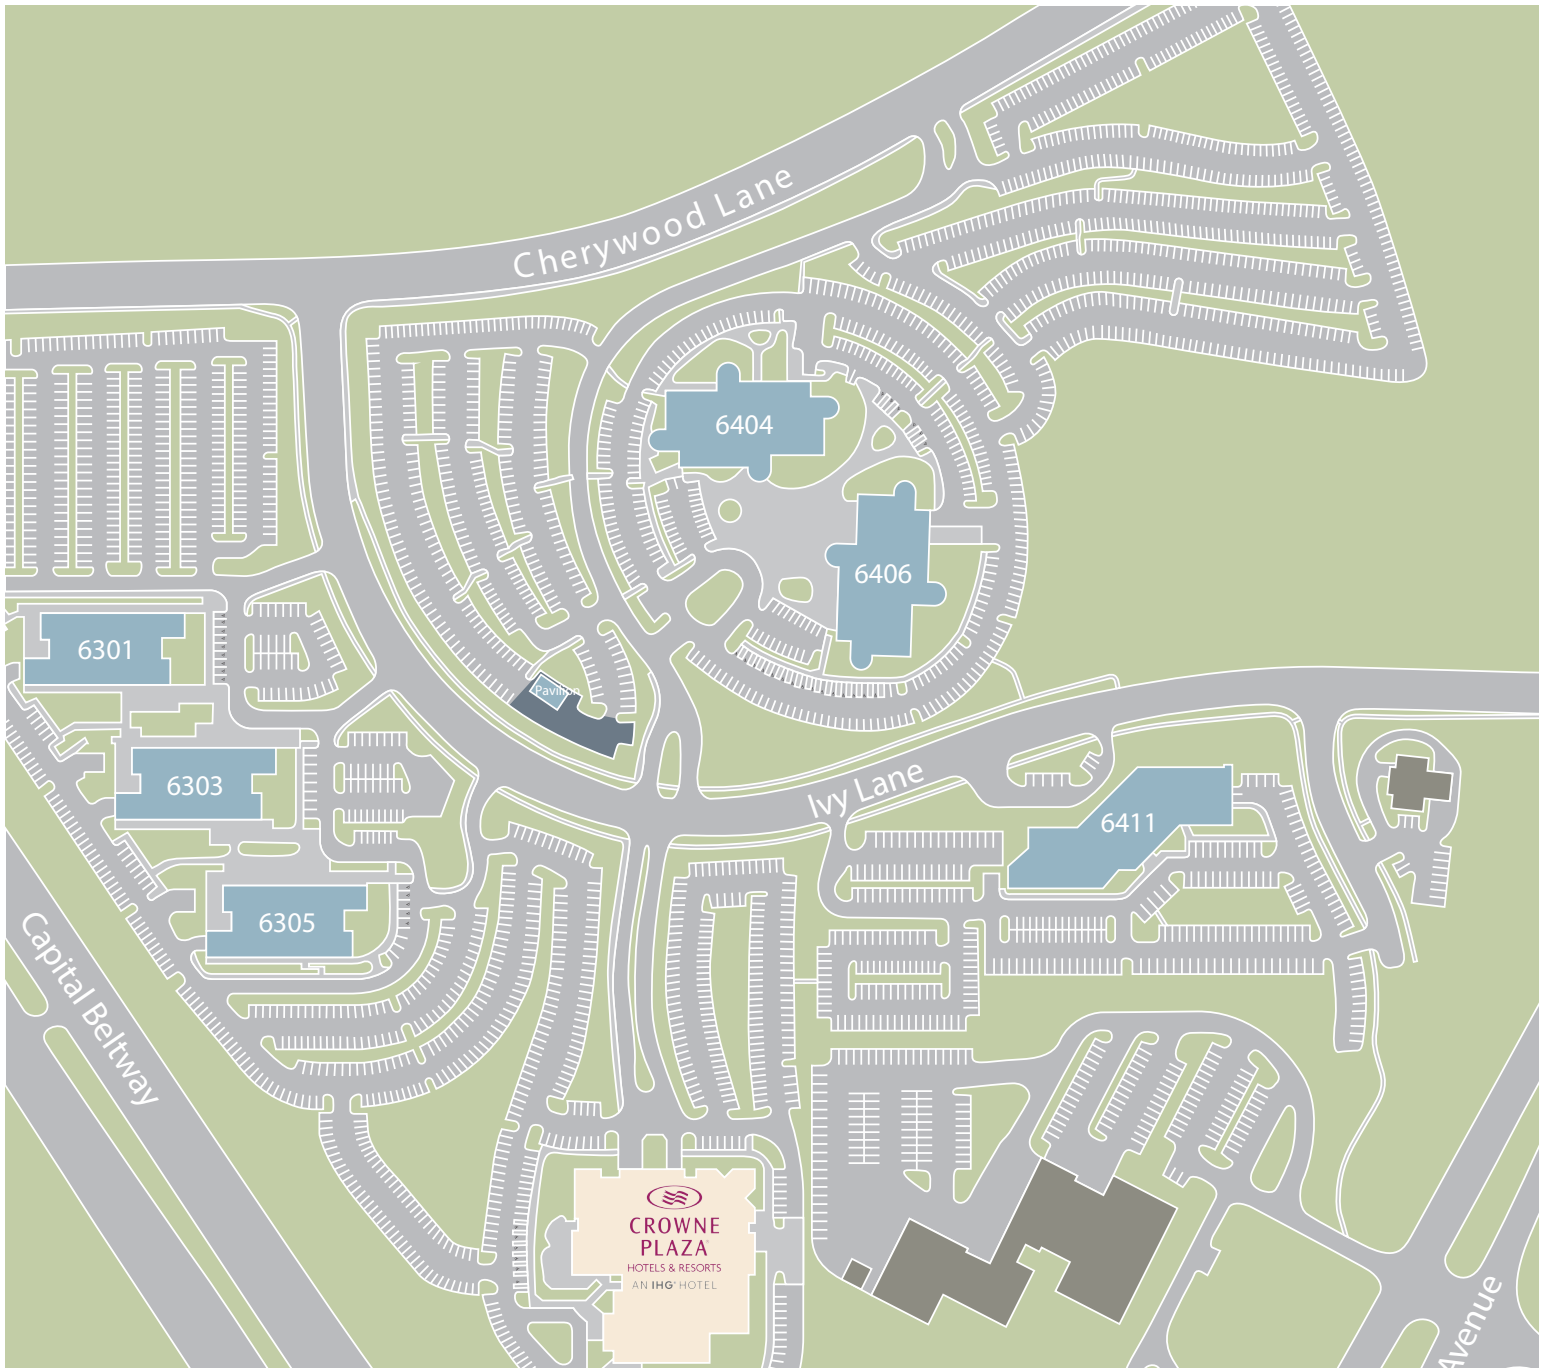 Cherywood Lane
6404
6406
6301
Pavilion
6303
Ivy Lane
6411
6305
Capital Beltway
CROWNE
PLAZA
HOTELS & RESORTS
AN IHG® HOTEL
Avenue